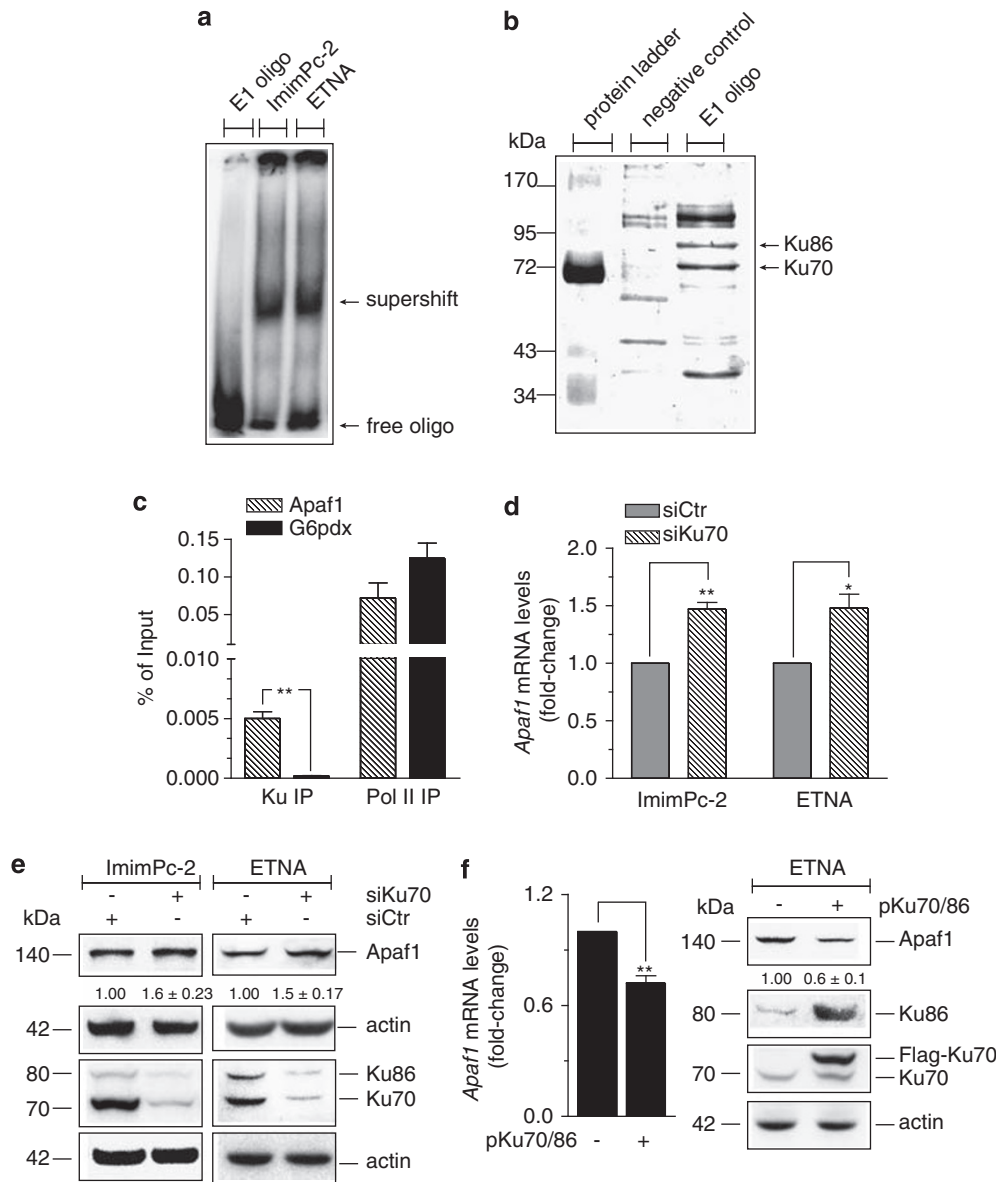 a
E1 oligo
ImimPc-2
ETNA
supershift
free oligo
b
protein ladder
negative control
E1 oligo
kDa
170
95
72
43
34
Ku86
Ku70
c
Apaf1
G6pdx
% of Input
0.15
0.10
0.05
0.010
0.005
0.000
**
Ku IP
Pol II IP
d
siCtr
siKu70
Apaf1 mRNA levels
(fold-change)
2.0
1.5
1.0
0.5
0.0
**
*
ImimPc-2
ETNA
e
ImimPc-2
ETNA
- + - + siKu70
kDa + - + - siCtr
140 Apaf1
1.00 1.6 ± 0.23 1.00 1.5 ± 0.17
42 actin
80 Ku86
70 Ku70
42 actin
f
Apaf1 mRNA levels
(fold-change)
1.2
0.6
0.0
**
pKu70/86 - +
ETNA
kDa - + pKu70/86
140 Apaf1
1.00 0.6 ± 0.1
80 Ku86
Flag-Ku70
70 Ku70
42 actin